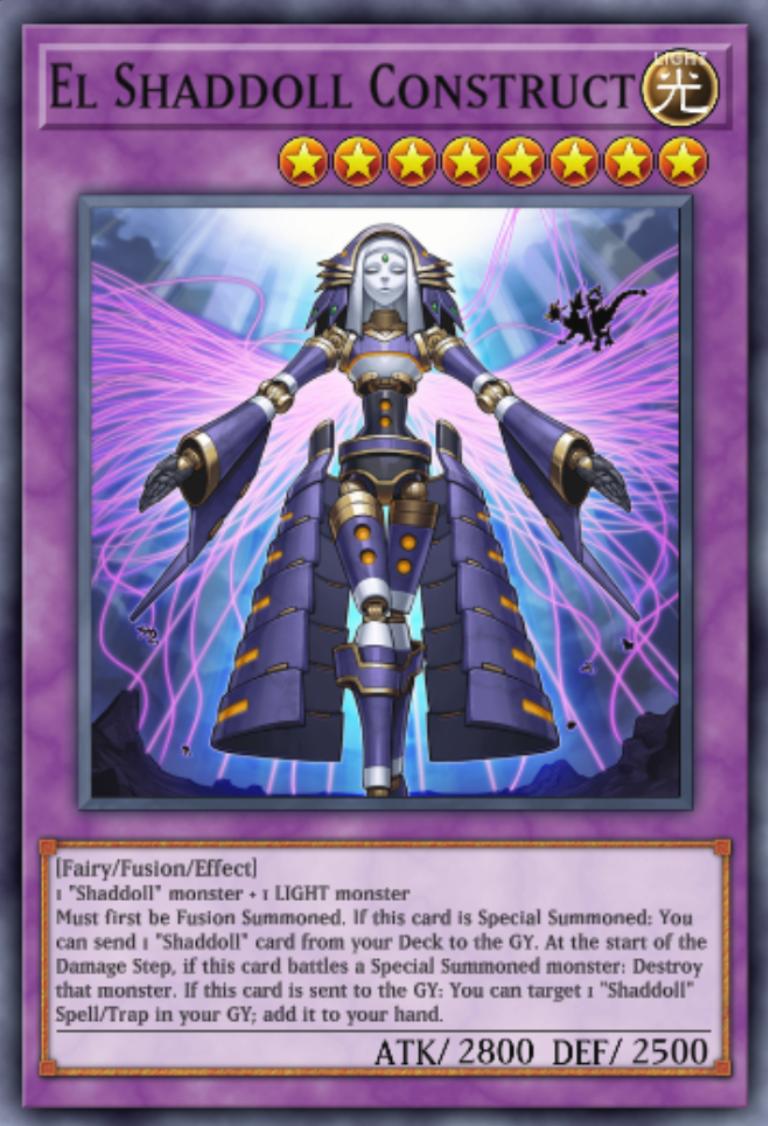 El Shaddoll Construct
LIGHT
光
[Fairy/Fusion/Effect]
1 "Shaddoll" monster + 1 LIGHT monster
Must first be Fusion Summoned. If this card is Special Summoned: You
can send 1 "Shaddoll" card from your Deck to the GY. At the start of the
Damage Step, if this card battles a Special Summoned monster: Destroy
that monster. If this card is sent to the GY: You can target 1 "Shaddoll"
Spell/Trap in your GY; add it to your hand.
ATK/ 2800 DEF/ 2500